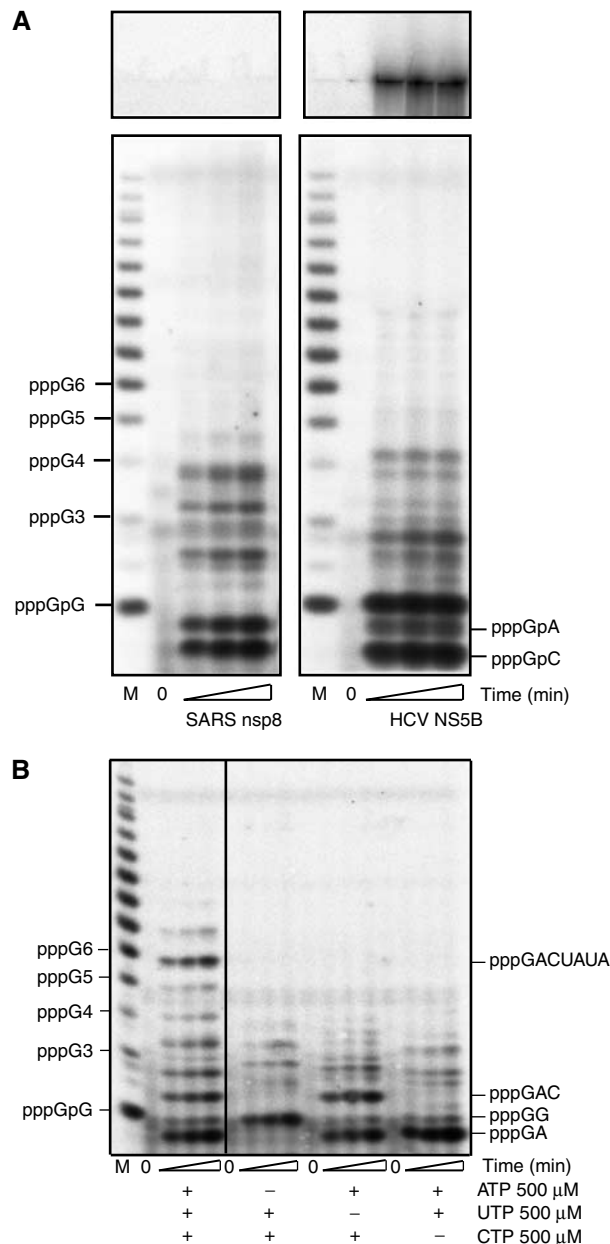 A
pppG6
pppG5
pppG4
pppG3
pppGpG
pppGpA
pppGpC
M 0 M 0 Time (min)
SARS nsp8 HCV NS5B
B
pppG6
pppG5
pppG4
pppG3
pppGpG
pppGACUAUA
pppGAC
pppGG
pppGA
M 0 0 0 0 Time (min)
+ – + + ATP 500 μM
+ + – + UTP 500 μM
+ + + – CTP 500 μM